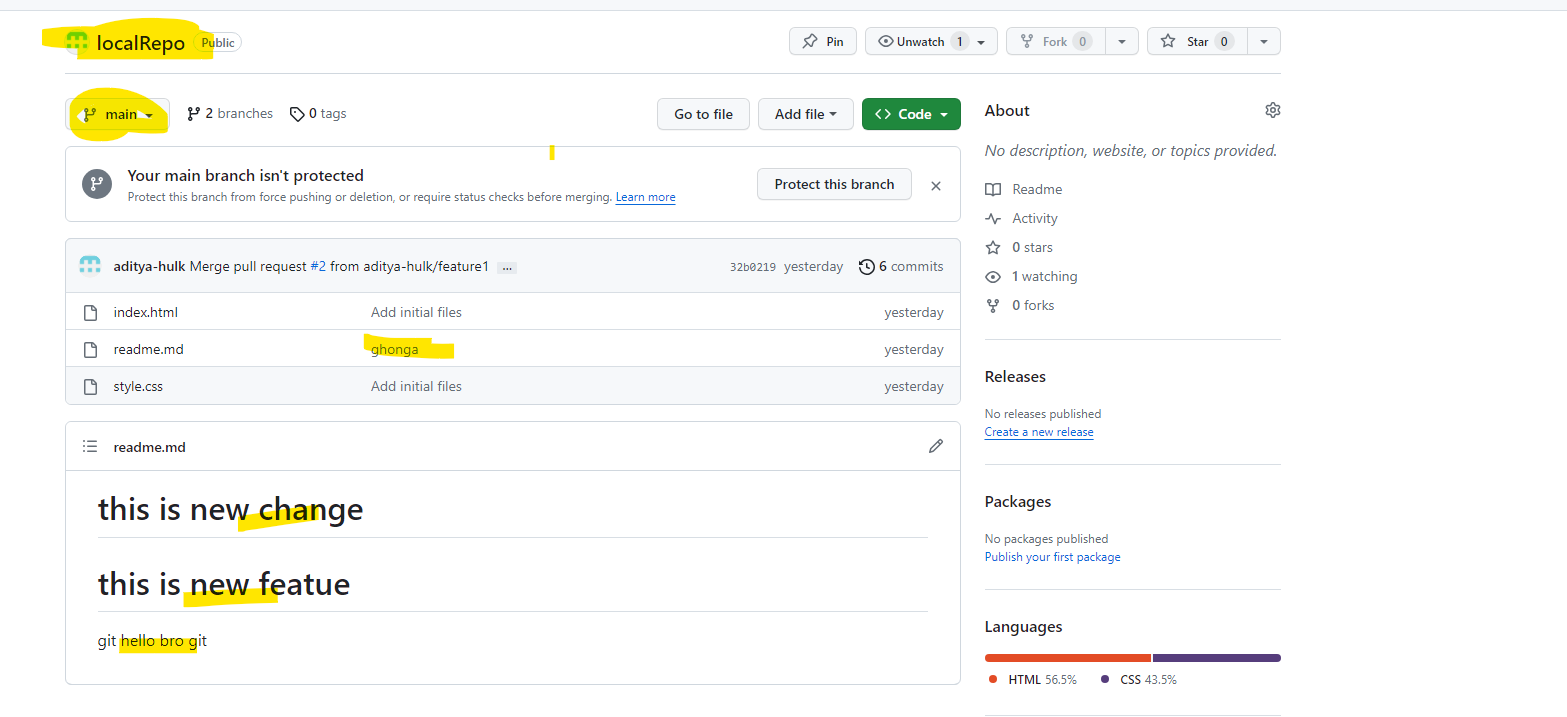 localRepo Public Pin Unwatch 1 Fork 0 Star 0
main 2 branches 0 tags Go to file Add file <> Code
Your main branch isn't protected
Protect this branch from force pushing or deletion, or require status checks before merging. Learn more
Protect this branch
aditya-hulk Merge pull request #2 from aditya-hulk/feature1 ... 32b0219 yesterday 6 commits
index.html Add initial files yesterday
readme.md ghonga yesterday
style.css Add initial files yesterday
readme.md
this is new change
this is new featue
git hello bro git
About
No description, website, or topics provided.
Readme
Activity
0 stars
1 watching
0 forks
Releases
No releases published
Create a new release
Packages
No packages published
Publish your first package
Languages
HTML 56.5% CSS 43.5%